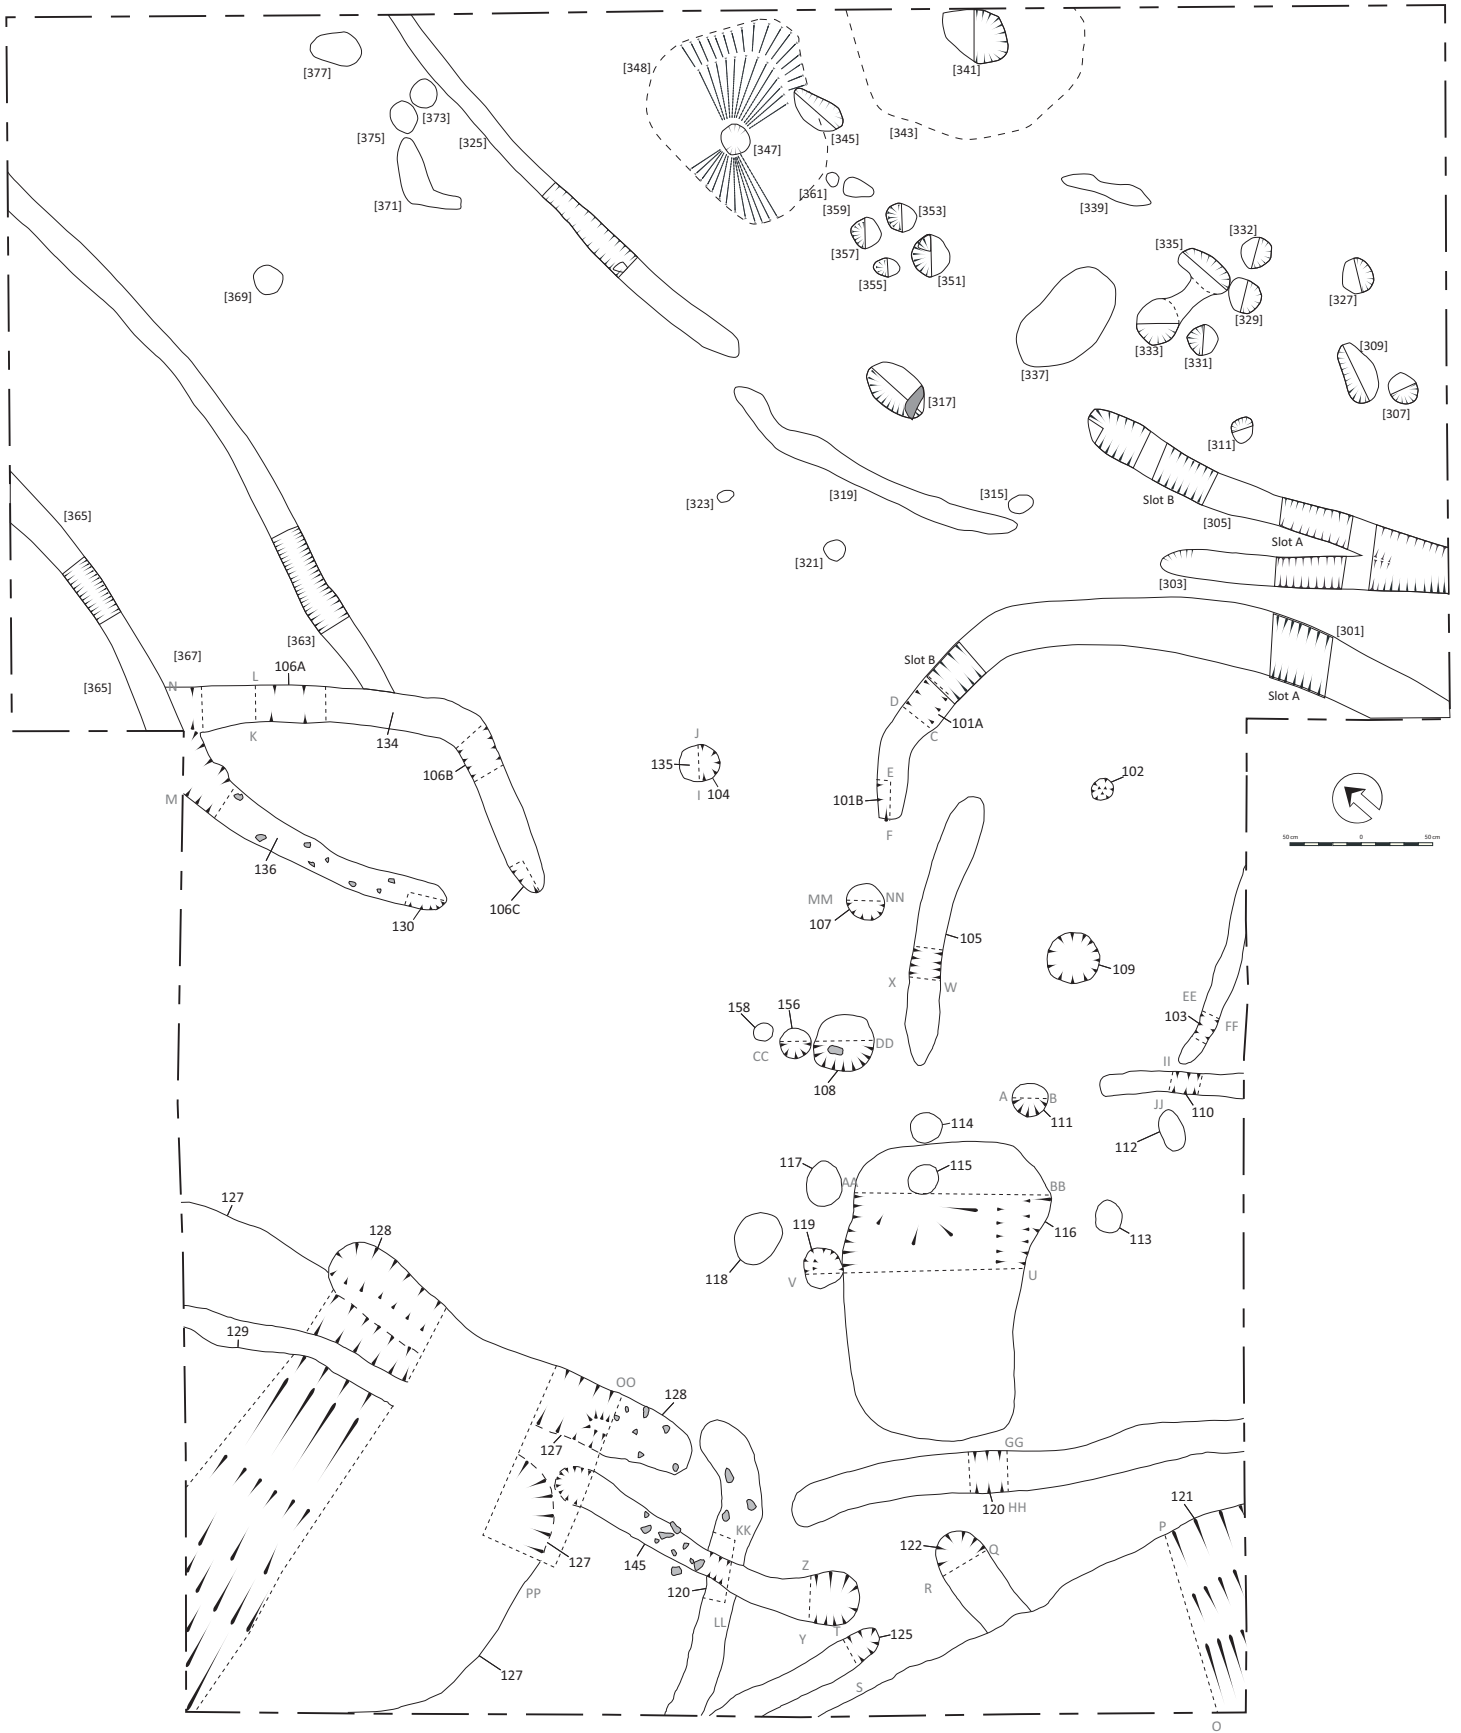 [377]
[348]
[341]
[373]
[375]
[325]
[345]
[343]
[347]
[361]
[371]
[359]
[353]
[339]
[357]
[351]
[355]
[335]
[332]
[369]
[327]
[329]
[333]
[331]
[309]
[337]
[317]
[307]
[311]
[323]
[319]
[315]
Slot B
[305]
[365]
Slot A
[321]
[303]
[363]
[301]
[367]
106A
Slot B
[365]
N
L
Slot A
D
101A
K
134
J
C
106B
135
E
102
M
I
104
101B
50 cm
0
50 cm
F
136
106C
MM
NN
130
107
105
109
X
W
EE
158
156
103
FF
CC
DD
II
108
A
B
JJ
110
114
111
112
117
115
AA
BB
127
119
116
128
113
118
V
U
129
OO
128
127
GG
121
120
HH
P
KK
122
Q
145
127
Z
120
R
PP
LL
Y
T
125
127
S
O